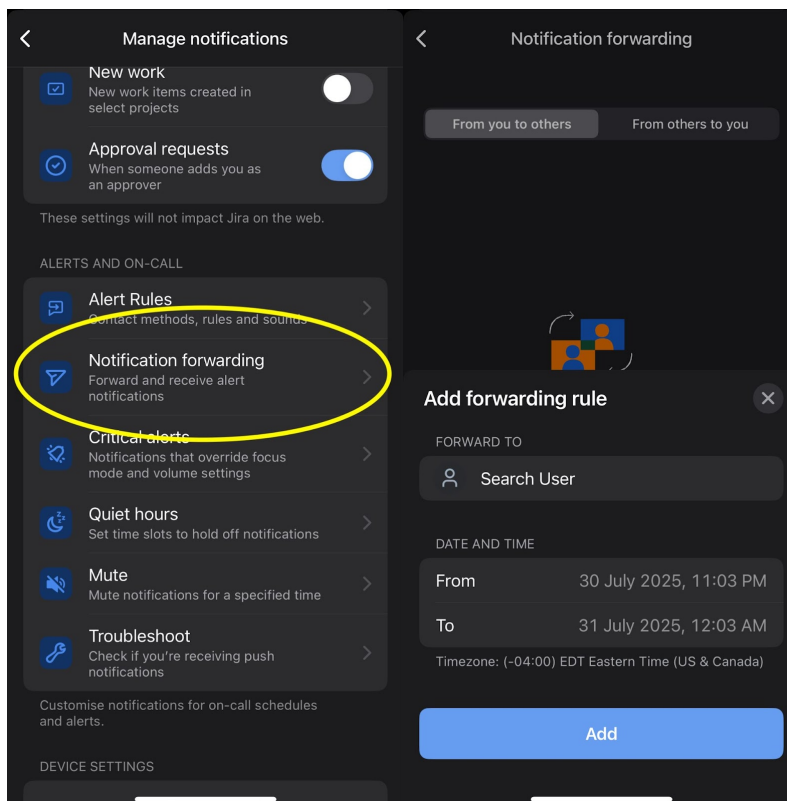 Manage notifications
New work
New work items created in
select projects
Approval requests
When someone adds you as
an approver
These settings will not impact Jira on the web.
ALERTS AND ON-CALL
Alert Rules
Contact methods, rules and sounds
Notification forwarding
Forward and receive alert
notifications
Critical alerts
Notifications that override focus
mode and volume settings
Quiet hours
Set time slots to hold off notifications
Mute
Mute notifications for a specified time
Troubleshoot
Check if you're receiving push
notifications
Customise notifications for on-call schedules
and alerts.
DEVICE SETTINGS
Notification forwarding
From you to others
From others to you
Add forwarding rule
FORWARD TO
Search User
DATE AND TIME
From 30 July 2025, 11:03 PM
To 31 July 2025, 12:03 AM
Timezone: (-04:00) EDT Eastern Time (US & Canada)
Add